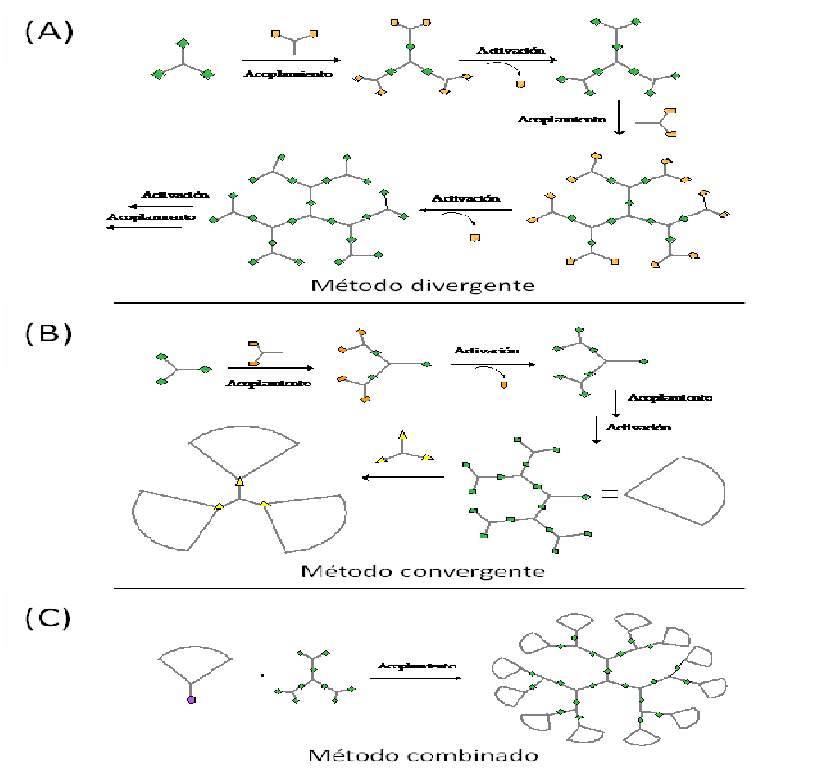 (A)
Acoplamiento
Activación
Acoplamiento
Activación
Activación
Acoplamiento
Método divergente
(B)
Acoplamiento
Activación
Acoplamiento
Activación
Método convergente
(C)
Acoplamiento
Método combinado